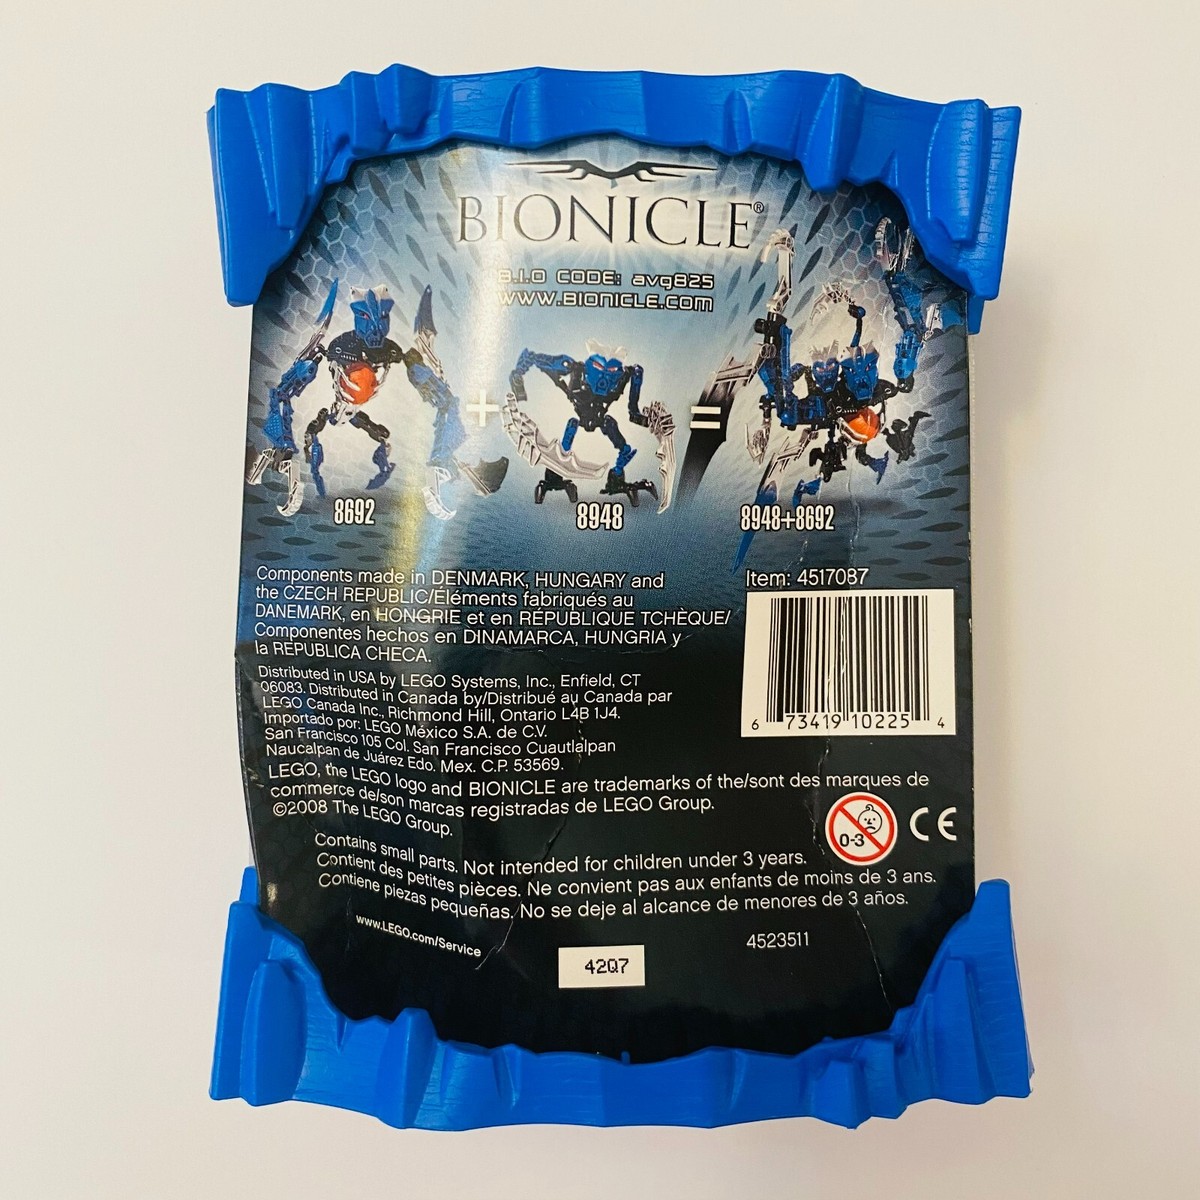 BIONICLE®
B.I.O CODE: avg825
WWW.BIONICLE.COM
+
=
8692
8948
8948+8692
Components made in DENMARK, HUNGARY and
the CZECH REPUBLIC/Éléments fabriqués au
DANEMARK, en HONGRIE et en RÉPUBLIQUE TCHÈQUE/
Componentes hechos en DINAMARCA, HUNGRIA y
la REPUBLICA CHECA.
Item: 4517087
6 73419 10225 4
Distributed in USA by LEGO Systems, Inc., Enfield, CT
06083. Distributed in Canada by/Distribué au Canada par
LEGO Canada Inc., Richmond Hill, Ontario L4B 1J4.
Importado por: LEGO México S.A. de C.V.
San Francisco 105 Col. San Francisco Cuautlalpan
Naucalpan de Juárez Edo. Mex. C.P. 53569.
LEGO, the LEGO logo and BIONICLE are trademarks of the/sont des marques de
commerce de/son marcas registradas de LEGO Group.
©2008 The LEGO Group.
0-3
CE
Contains small parts. Not intended for children under 3 years.
Contient des petites pièces. Ne convient pas aux enfants de moins de 3 ans.
Contiene piezas pequeñas. No se deje al alcance de menores de 3 años.
www.LEGO.com/Service
42Q7
4523511